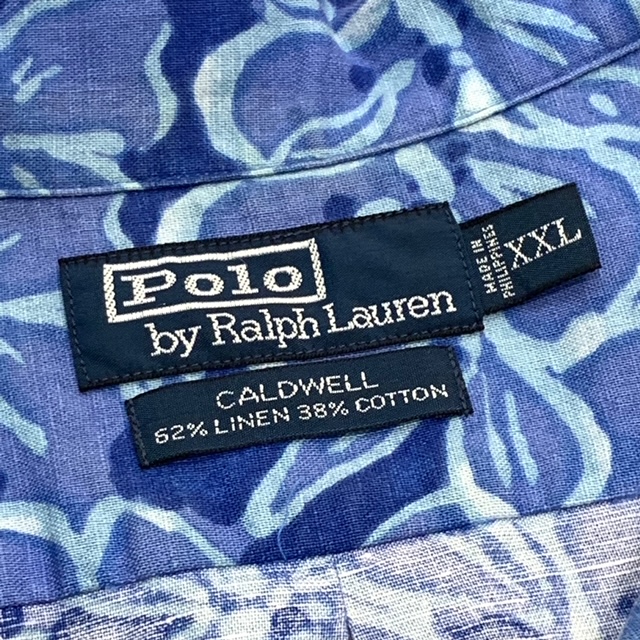 Polo
by Ralph Lauren
MADE IN
PHILIPPINES
XXL
CALDWELL
62% LINEN 38% COTTON